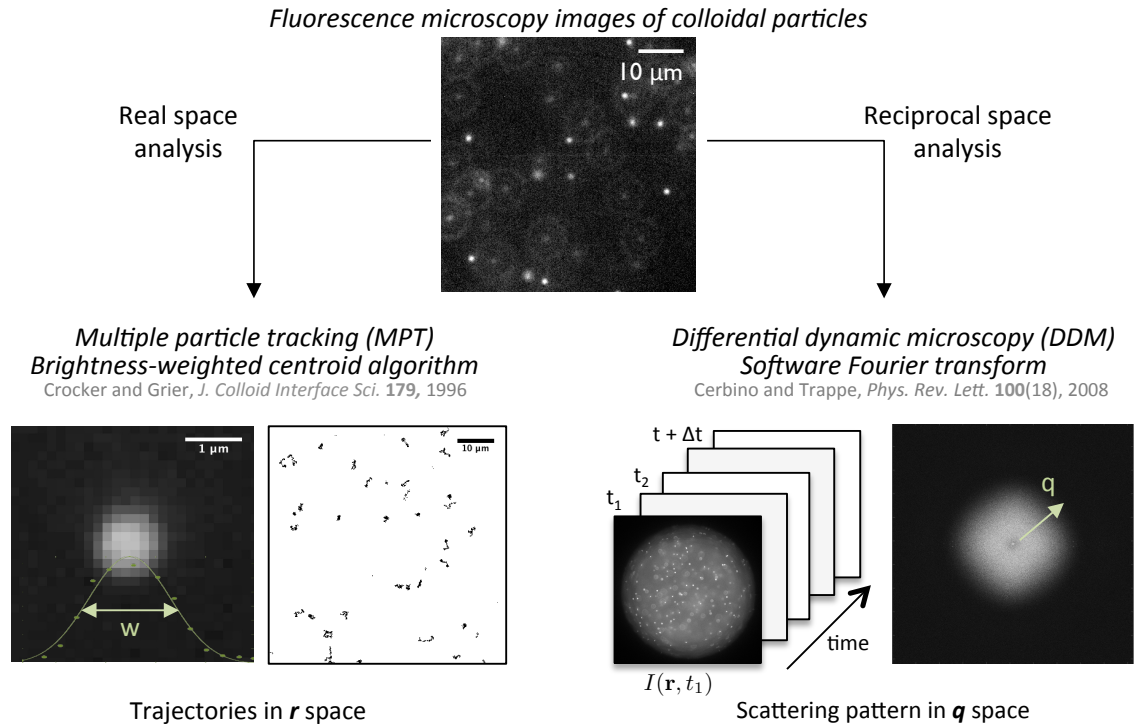 Fluorescence microscopy images of colloidal particles
10 μm
Real space
analysis
Reciprocal space
analysis
Multiple particle tracking (MPT)
Brightness-weighted centroid algorithm
Crocker and Grier, J. Colloid Interface Sci. 179, 1996
Differential dynamic microscopy (DDM)
Software Fourier transform
Cerbino and Trappe, Phys. Rev. Lett. 100(18), 2008
1 μm
w
10 μm
Trajectories in r space
t + Δt
t₂
t₁
time
I(r, t₁)
q
Scattering pattern in q space